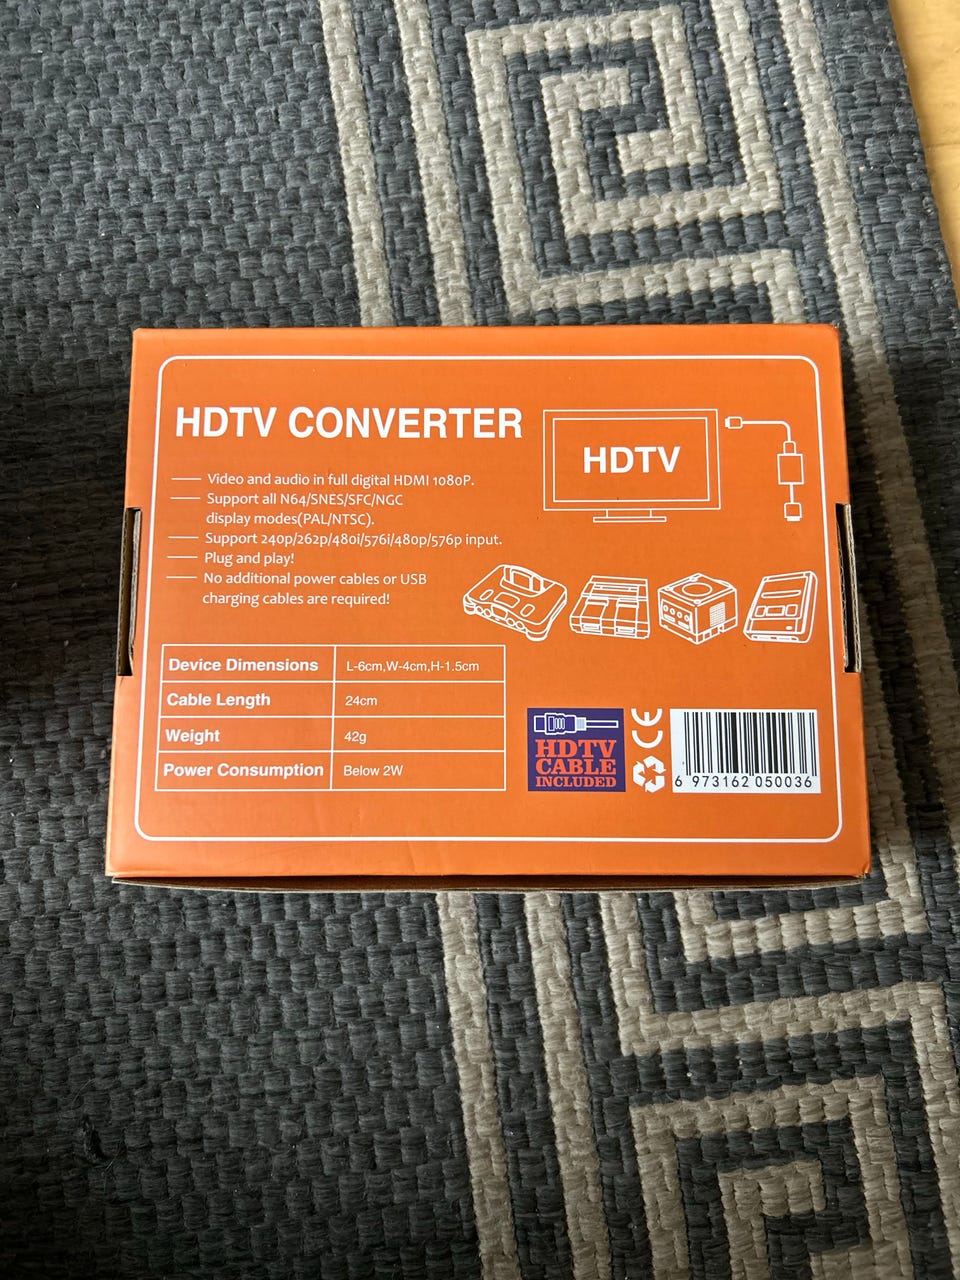 HDTV CONVERTER
Video and audio in full digital HDMI 1080P.
Support all N64/SNES/SFC/NGC
display modes(PAL/NTSC).
Support 240p/262p/480i/576i/480p/576p input.
Plug and play!
No additional power cables or USB
charging cables are required!
HDTV
Device Dimensions L-6cm,W-4cm,H-1.5cm
Cable Length 24cm
Weight 42g
Power Consumption Below 2W
HDTV
CABLE
INCLUDED
CE
6 973162 050036